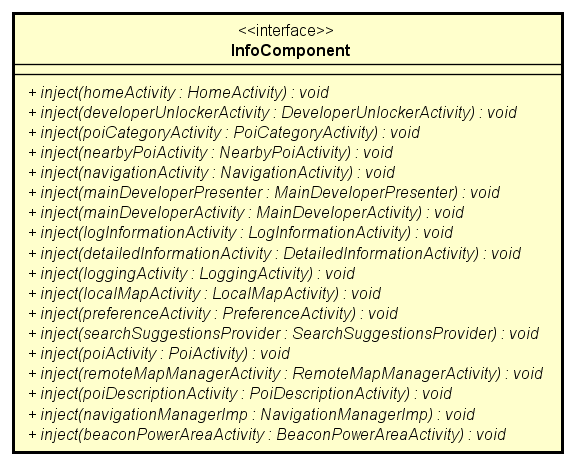 <<interface>>
InfoComponent
+ inject(homeActivity : HomeActivity) : void
+ inject(developerUnlockerActivity : DeveloperUnlockerActivity) : void
+ inject(poiCategoryActivity : PoiCategoryActivity) : void
+ inject(nearbyPoiActivity : NearbyPoiActivity) : void
+ inject(navigationActivity : NavigationActivity) : void
+ inject(mainDeveloperPresenter : MainDeveloperPresenter) : void
+ inject(mainDeveloperActivity : MainDeveloperActivity) : void
+ inject(logInformationActivity : LogInformationActivity) : void
+ inject(detailedInformationActivity : DetailedInformationActivity) : void
+ inject(loggingActivity : LoggingActivity) : void
+ inject(localMapActivity : LocalMapActivity) : void
+ inject(preferenceActivity : PreferenceActivity) : void
+ inject(searchSuggestionsProvider : SearchSuggestionsProvider) : void
+ inject(poiActivity : PoiActivity) : void
+ inject(remoteMapManagerActivity : RemoteMapManagerActivity) : void
+ inject(poiDescriptionActivity : PoiDescriptionActivity) : void
+ inject(navigationManagerImp : NavigationManagerImp) : void
+ inject(beaconPowerAreaActivity : BeaconPowerAreaActivity) : void